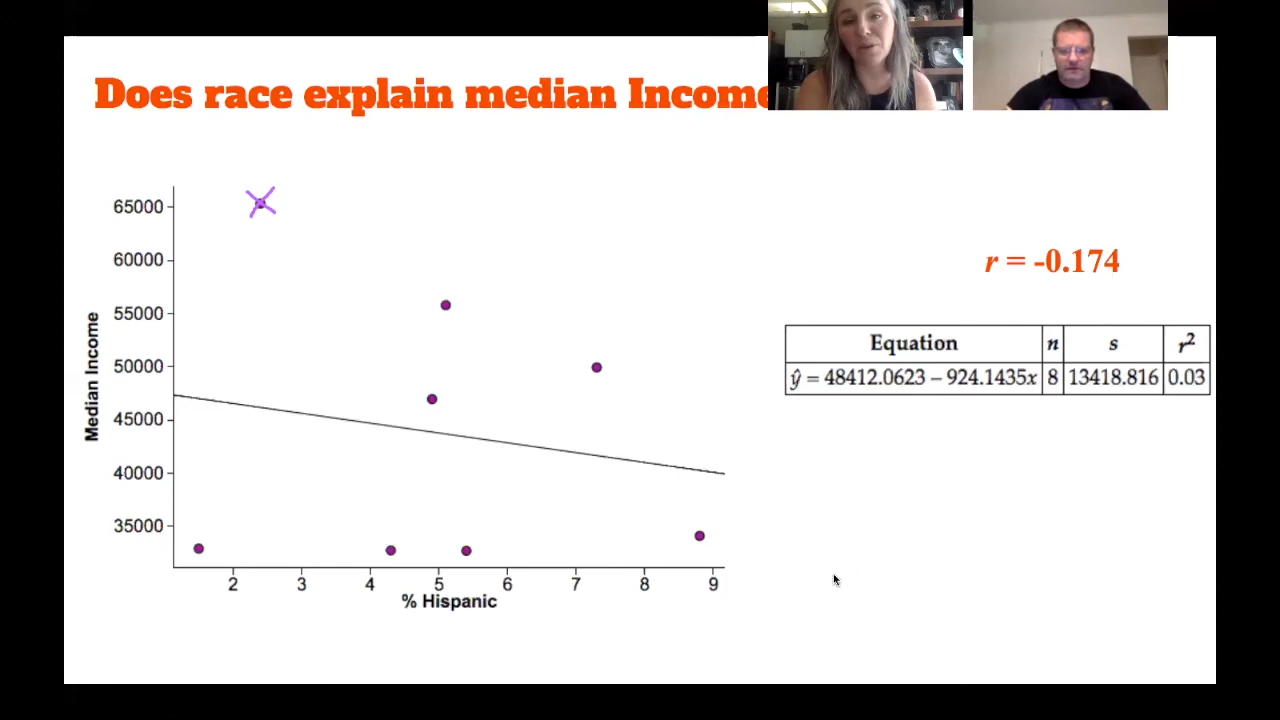 Does race explain median Income
65000
60000
55000
50000
45000
40000
35000
Median Income
2 3 4 5 6 7 8 9
% Hispanic
r = -0.174
Equation n s r²
ŷ = 48412.0623 – 924.1435x 8 13418.816 0.03